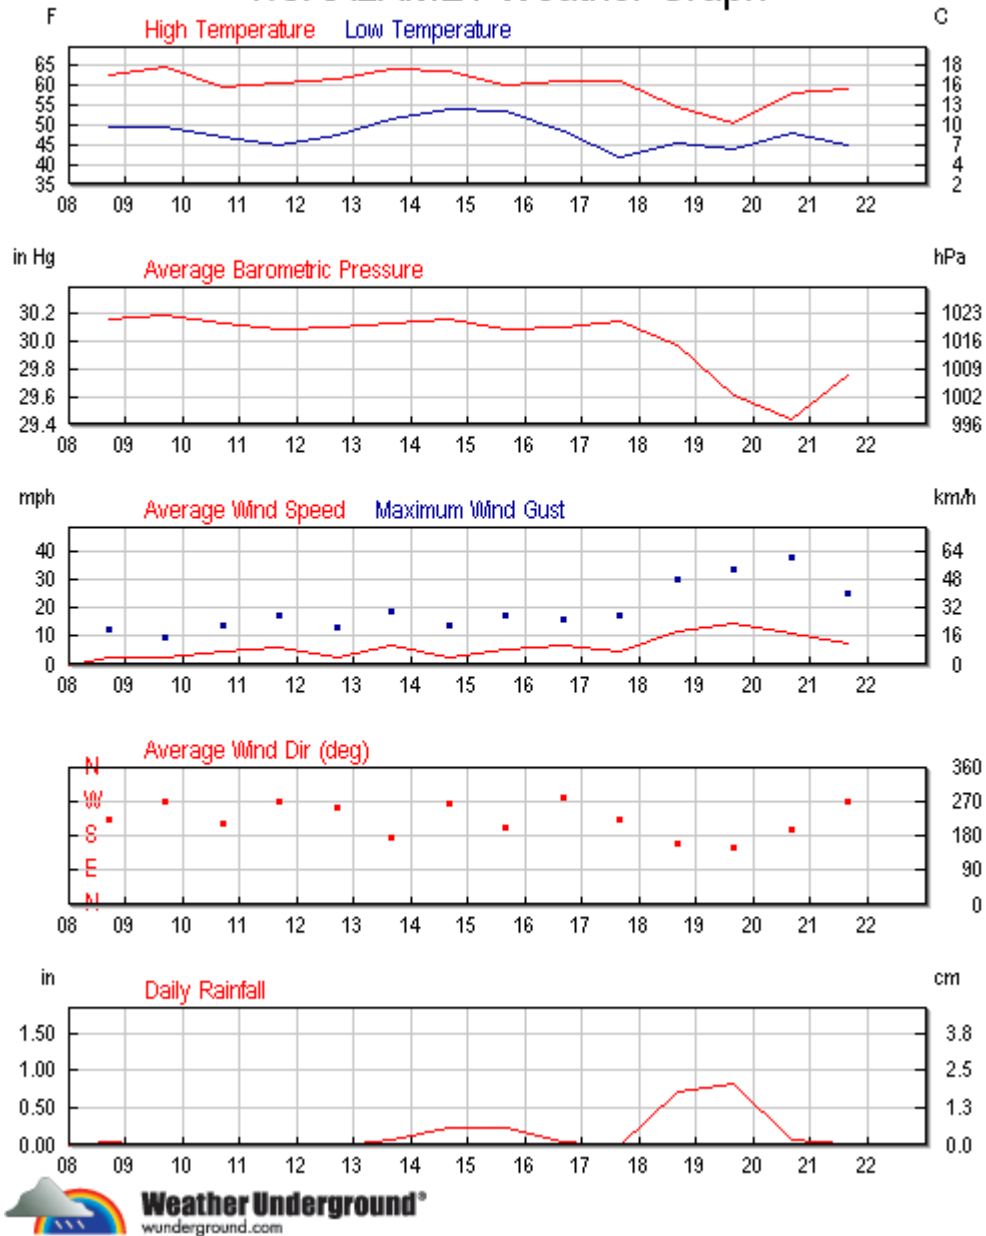 Weather Graph
F C
High Temperature Low Temperature
65 18
60 16
55 13
50 10
45 7
40 4
35 2
08 09 10 11 12 13 14 15 16 17 18 19 20 21 22
in Hg hPa
Average Barometric Pressure
30.2 1023
30.0 1016
29.8 1009
29.6 1002
29.4 996
08 09 10 11 12 13 14 15 16 17 18 19 20 21 22
mph km/h
Average Wind Speed Maximum Wind Gust
40 64
30 48
20 32
10 16
0 0
08 09 10 11 12 13 14 15 16 17 18 19 20 21 22
Average Wind Dir (deg)
N 360
W 270
S 180
E 90
N 0
08 09 10 11 12 13 14 15 16 17 18 19 20 21 22
in cm
Daily Rainfall
1.50 3.8
1.00 2.5
0.50 1.3
0.00 0.0
08 09 10 11 12 13 14 15 16 17 18 19 20 21 22
Weather Underground®
wunderground.com